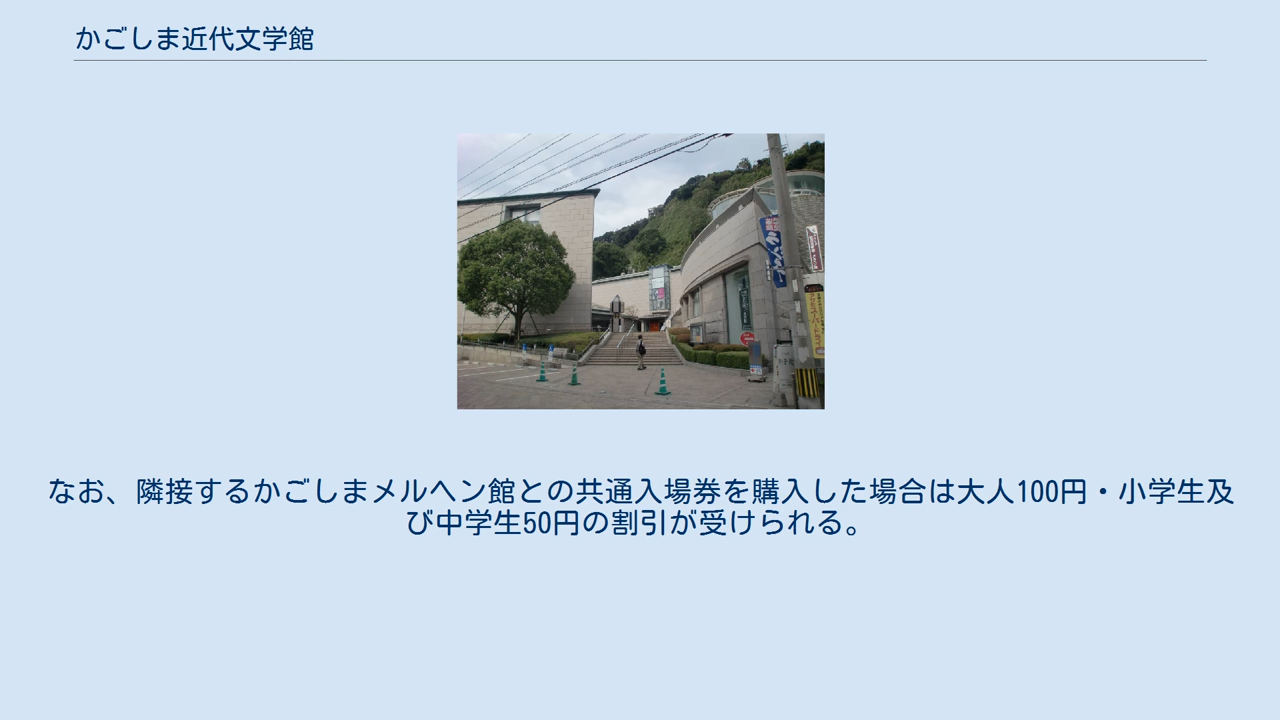 かごしま近代文学館
なお、隣接するかごしまメルヘン館との共通入場券を購入した場合は大人100円・小学生及
び中学生50円の割引が受けられる。